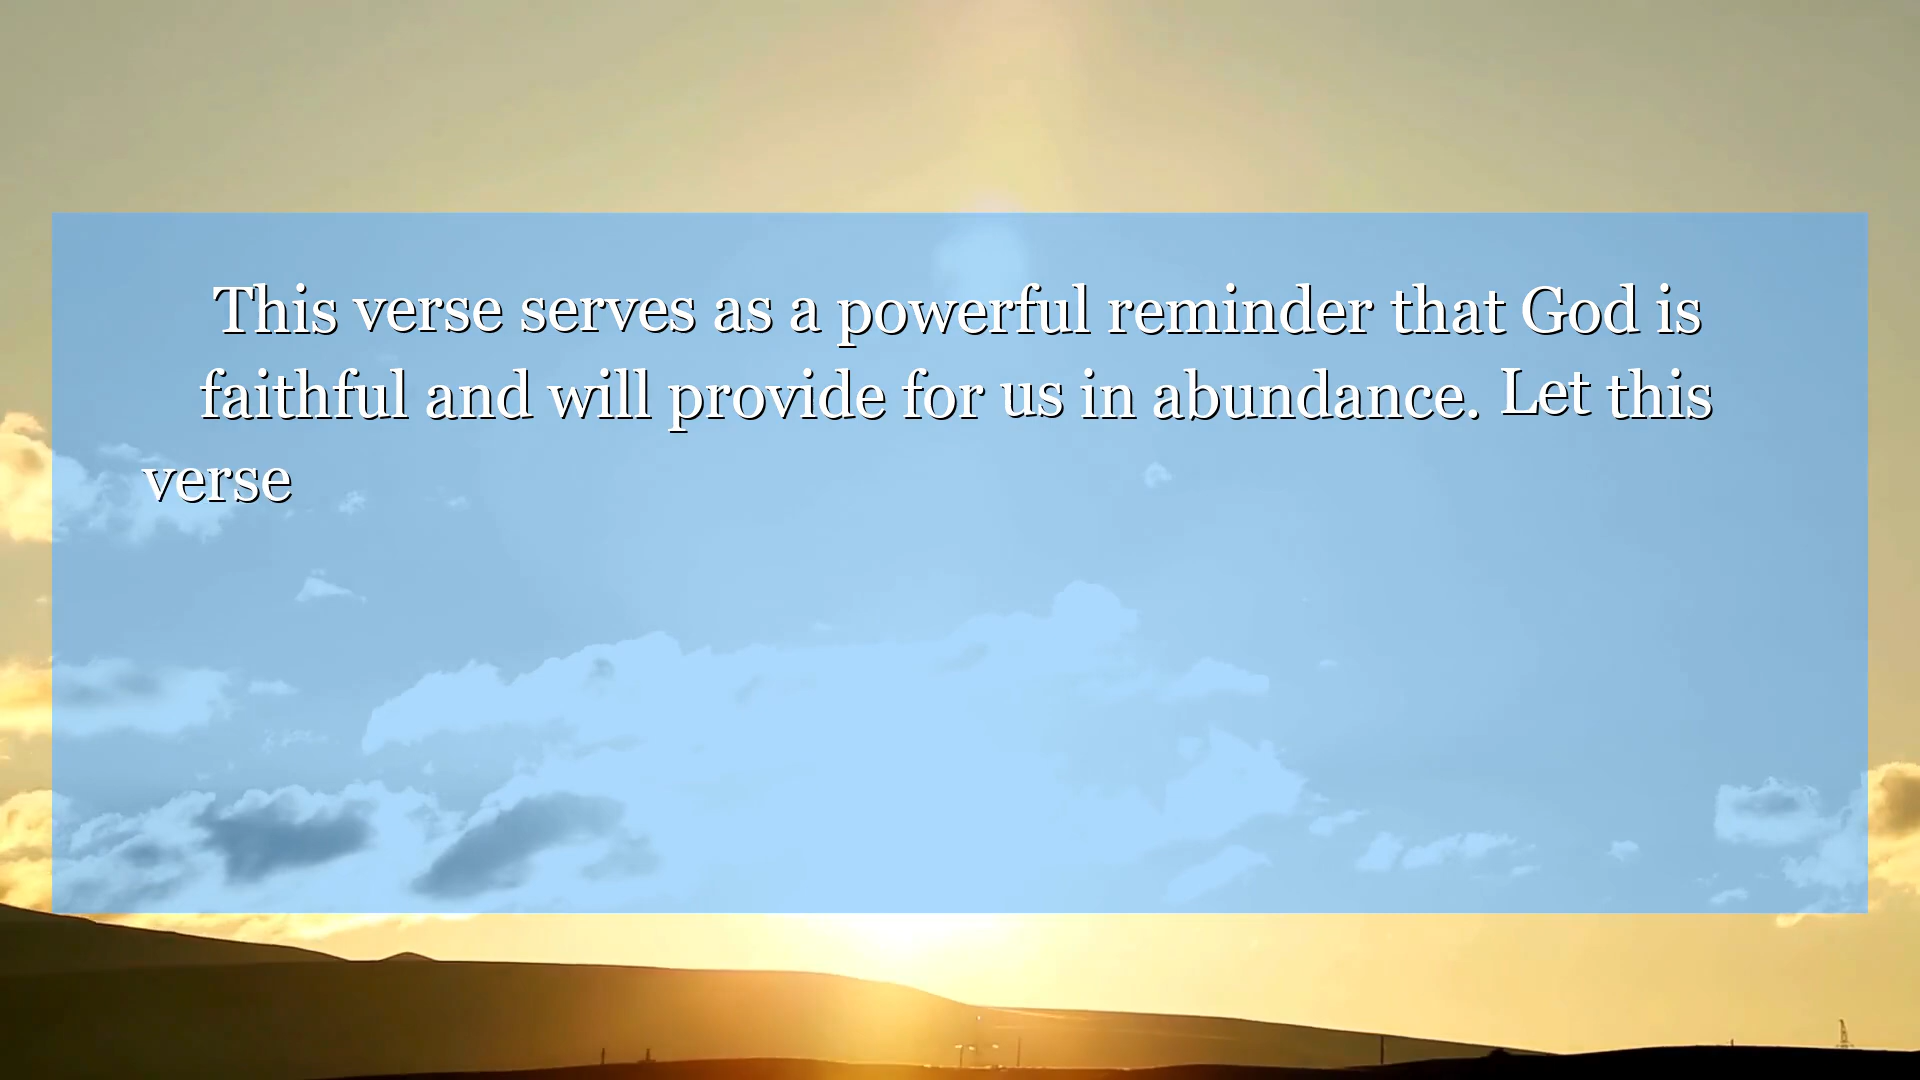 This verse serves as a powerful reminder that God is
faithful and will provide for us in abundance. Let this
verse